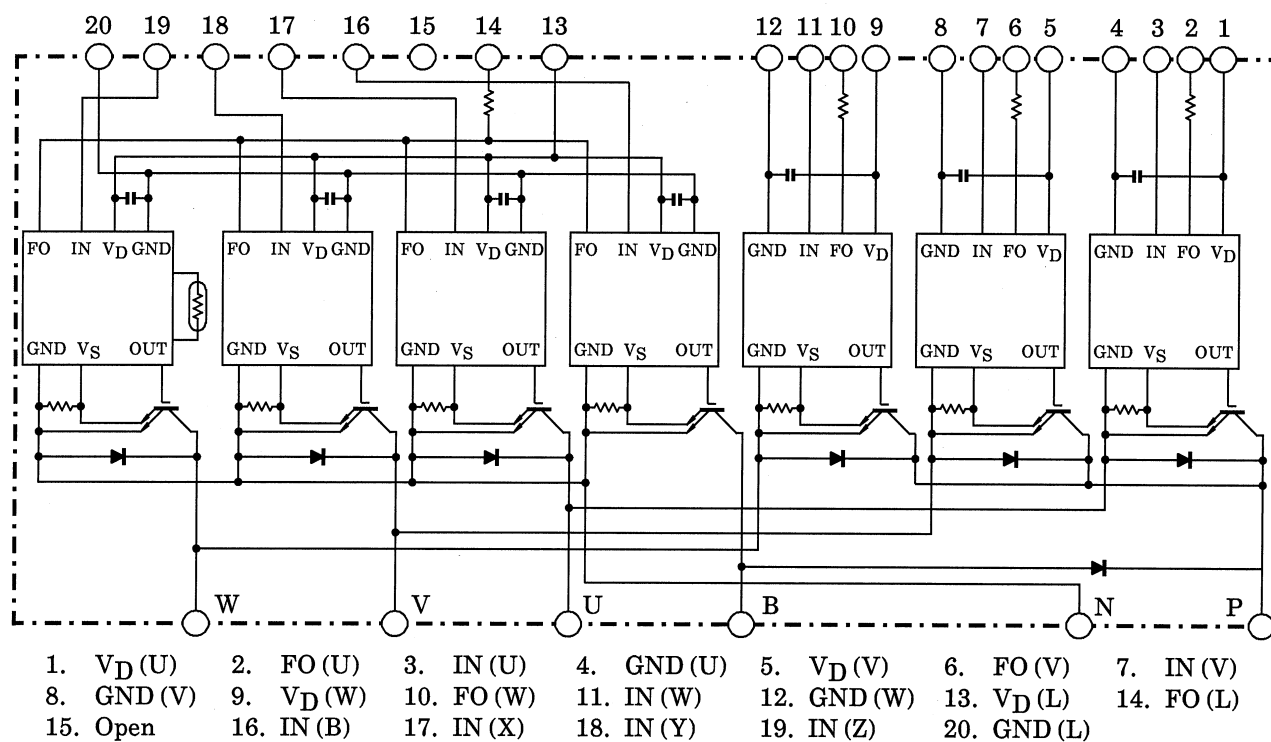 20 19 18 17 16 15 14 13 12 11 10 9 8 7 6 5 4 3 2 1
FO IN VD GND FO IN VD GND FO IN VD GND FO IN VD GND GND IN FO VD GND IN FO VD GND IN FO VD
GND VS OUT GND VS OUT GND VS OUT GND VS OUT GND VS OUT GND VS OUT GND VS OUT
W V U B N P
1. VD (U) 2. FO (U) 3. IN (U) 4. GND (U) 5. VD (V) 6. FO (V) 7. IN (V)
8. GND (V) 9. VD (W) 10. FO (W) 11. IN (W) 12. GND (W) 13. VD (L) 14. FO (L)
15. Open 16. IN (B) 17. IN (X) 18. IN (Y) 19. IN (Z) 20. GND (L)